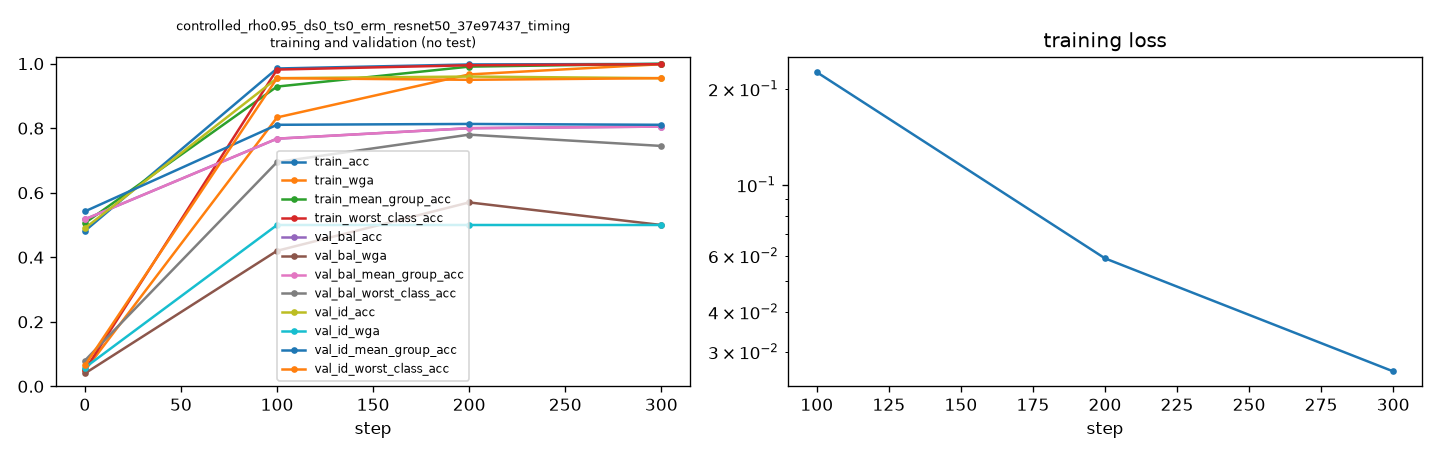 controlled_rho0.95_ds0_ts0_erm_resnet50_37e97437_timing
training and validation (no test)
1.0
0.8
0.6
0.4
0.2
0.0
train_acc
train_wga
train_mean_group_acc
train_worst_class_acc
val_bal_acc
val_bal_wga
val_bal_mean_group_acc
val_bal_worst_class_acc
val_id_acc
val_id_wga
val_id_mean_group_acc
val_id_worst_class_acc
0 50 100 150 200 250 300
step
training loss
2 × 10⁻¹
10⁻¹
6 × 10⁻²
4 × 10⁻²
3 × 10⁻²
100 125 150 175 200 225 250 275 300
step